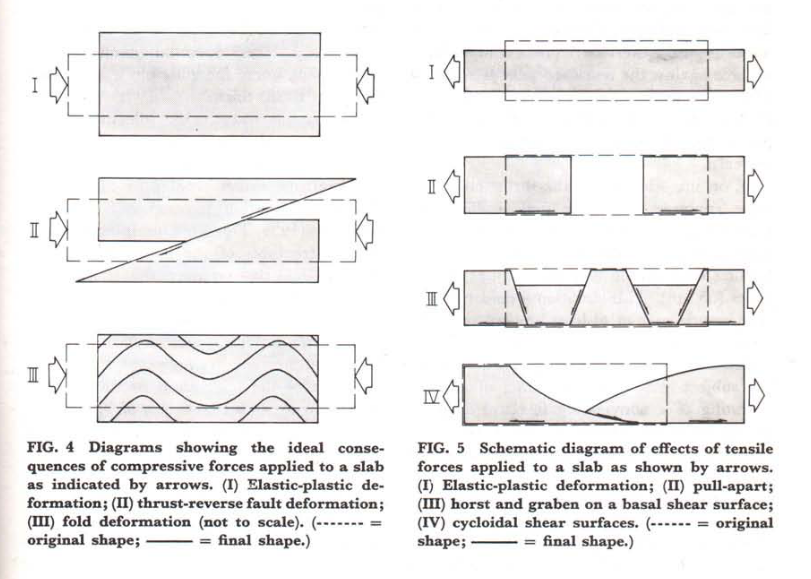 I
II
III
FIG. 4 Diagrams showing the ideal conse-
quences of compressive forces applied to a slab
as indicated by arrows. (I) Elastic-plastic de-
formation; (II) thrust-reverse fault deformation;
(III) fold deformation (not to scale). (------- =
original shape; ——— = final shape.)
I
II
III
IV
FIG. 5 Schematic diagram of effects of tensile
forces applied to a slab as shown by arrows.
(I) Elastic-plastic deformation; (II) pull-apart;
(III) horst and graben on a basal shear surface;
(IV) cycloidal shear surfaces. (------ = original
shape; ——— = final shape.)